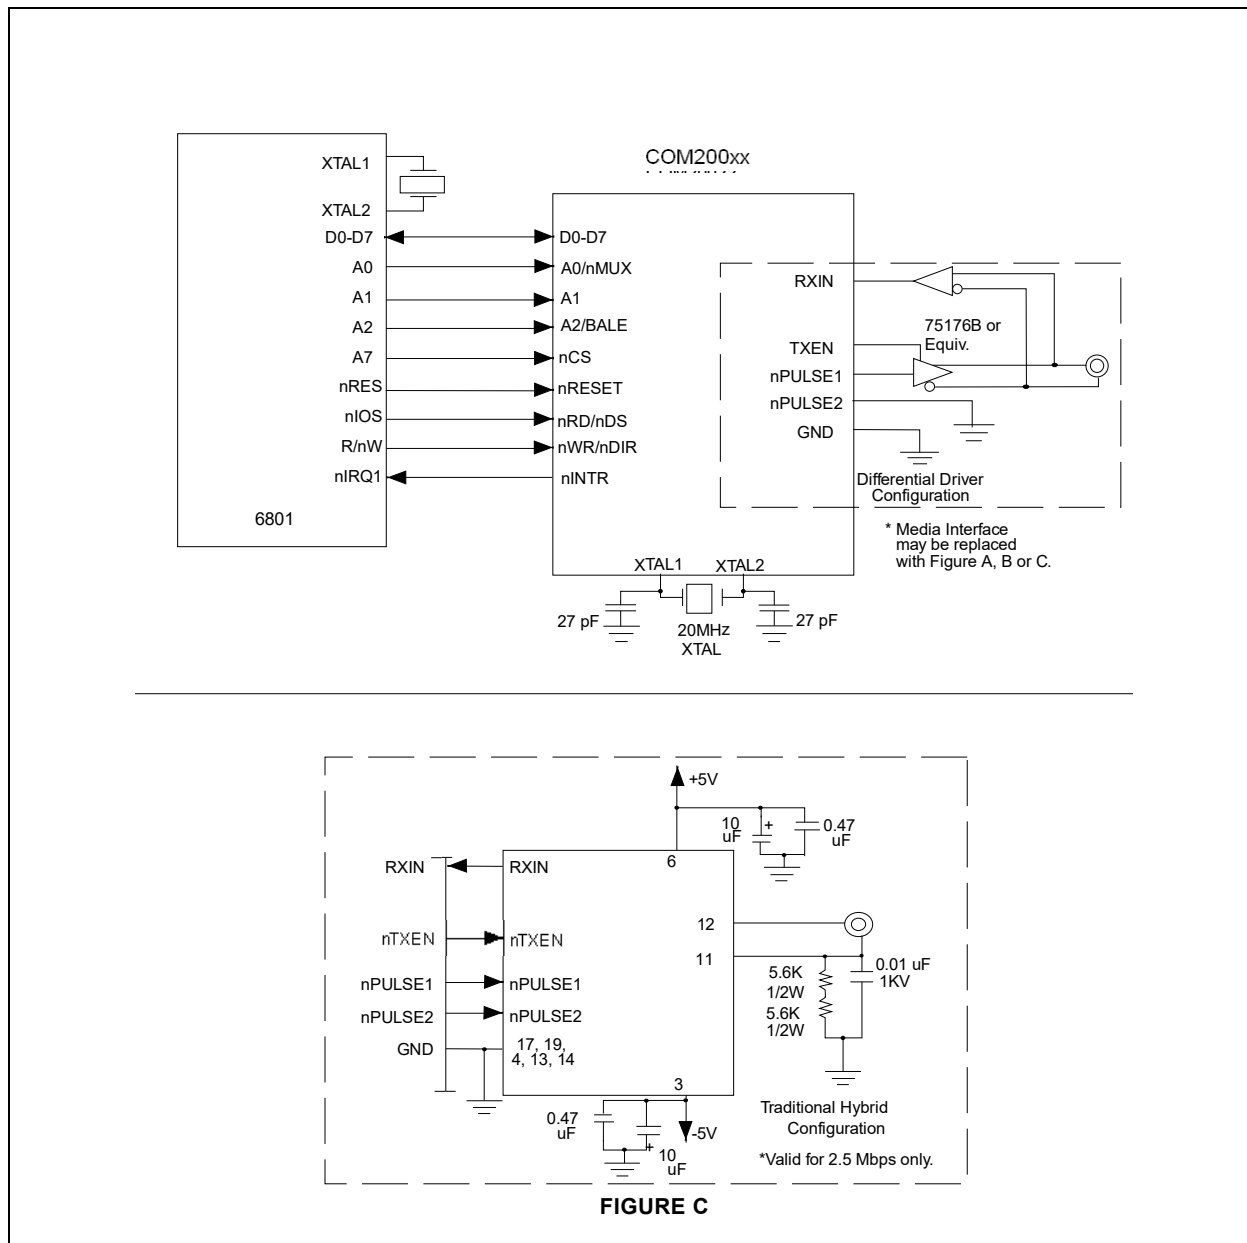 COM200xx
XTAL1
XTAL2
D0-D7
A0
A1
A2
A7
nRES
nIOS
R/nW
nIRQ1
6801
D0-D7
A0/nMUX
A1
A2/BALE
nCS
nRESET
nRD/nDS
nWR/nDIR
nINTR
RXIN
TXEN
nPULSE1
nPULSE2
GND
75176B or
Equiv.
Differential Driver
Configuration
* Media Interface
may be replaced
with Figure A, B or C.
XTAL1
XTAL2
27 pF
20MHz
XTAL
27 pF
+5V
10
uF
+
0.47
uF
6
RXIN
RXIN
nTXEN
nTXEN
nPULSE1
nPULSE1
nPULSE2
nPULSE2
GND
17, 19,
4, 13, 14
12
11
5.6K
1/2W
5.6K
1/2W
0.01 uF
1KV
3
0.47
uF
+
10
uF
-5V
Traditional Hybrid
Configuration
*Valid for 2.5 Mbps only.
FIGURE C